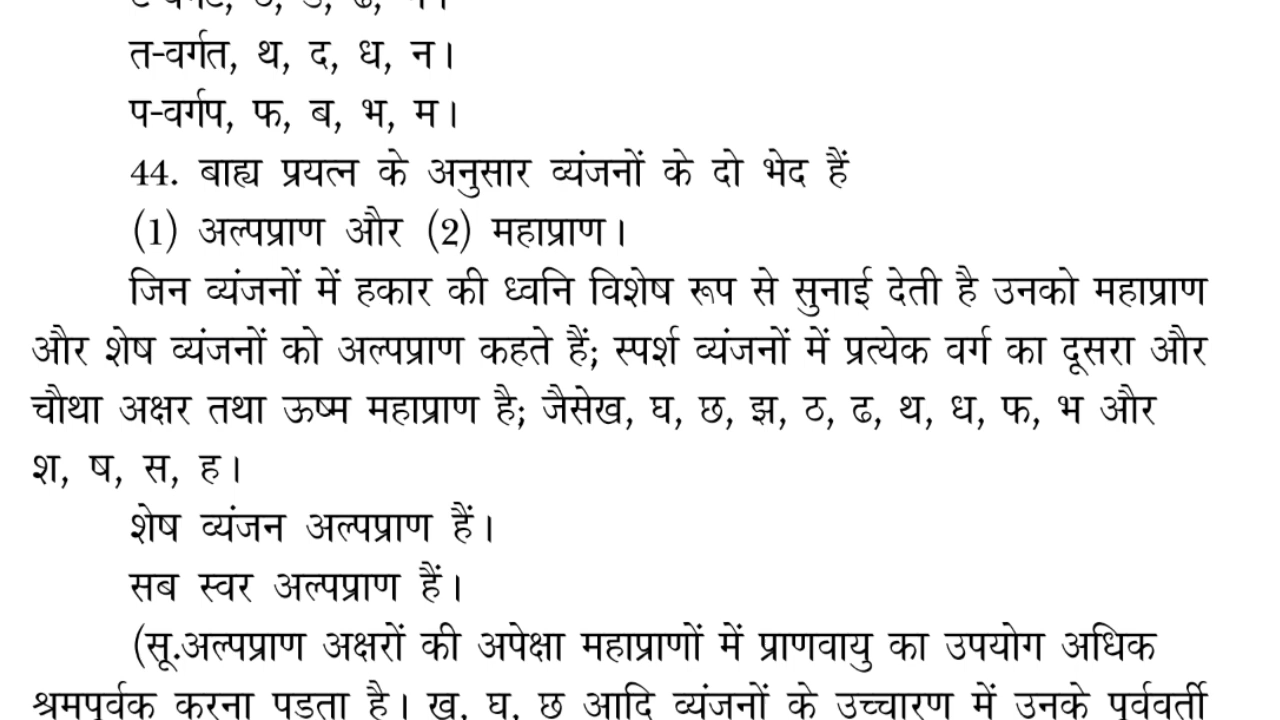 त-वर्गत, थ, द, ध, न।
प-वर्गप, फ, ब, भ, म।
44. बाह्य प्रयत्न के अनुसार व्यंजनों के दो भेद हैं
(1) अल्पप्राण और (2) महाप्राण।
जिन व्यंजनों में हकार की ध्वनि विशेष रूप से सुनाई देती है उनको महाप्राण
और शेष व्यंजनों को अल्पप्राण कहते हैं; स्पर्श व्यंजनों में प्रत्येक वर्ग का दूसरा और
चौथा अक्षर तथा ऊष्म महाप्राण है; जैसेख, घ, छ, झ, ठ, ढ, थ, ध, फ, भ और
श, ष, स, ह।
शेष व्यंजन अल्पप्राण हैं।
सब स्वर अल्पप्राण हैं।
(सू.अल्पप्राण अक्षरों की अपेक्षा महाप्राणों में प्राणवायु का उपयोग अधिक
श्रमपूर्वक करना पड़ता है। ख, घ, छ आदि व्यंजनों के उच्चारण में उनके पूर्ववर्ती